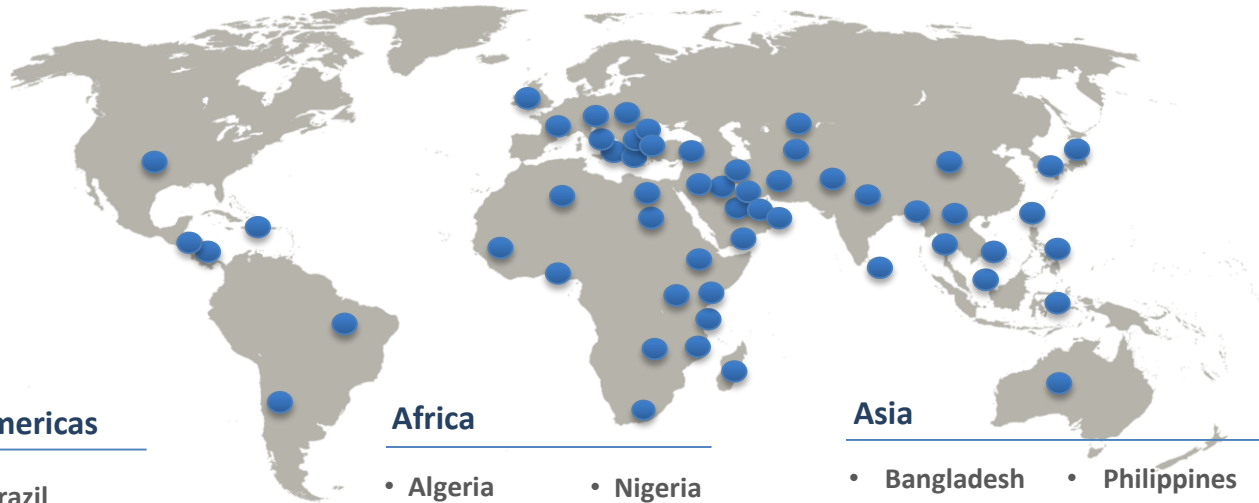 mericas
razil
Africa
• Algeria • Nigeria
Asia
• Bangladesh • Philippines